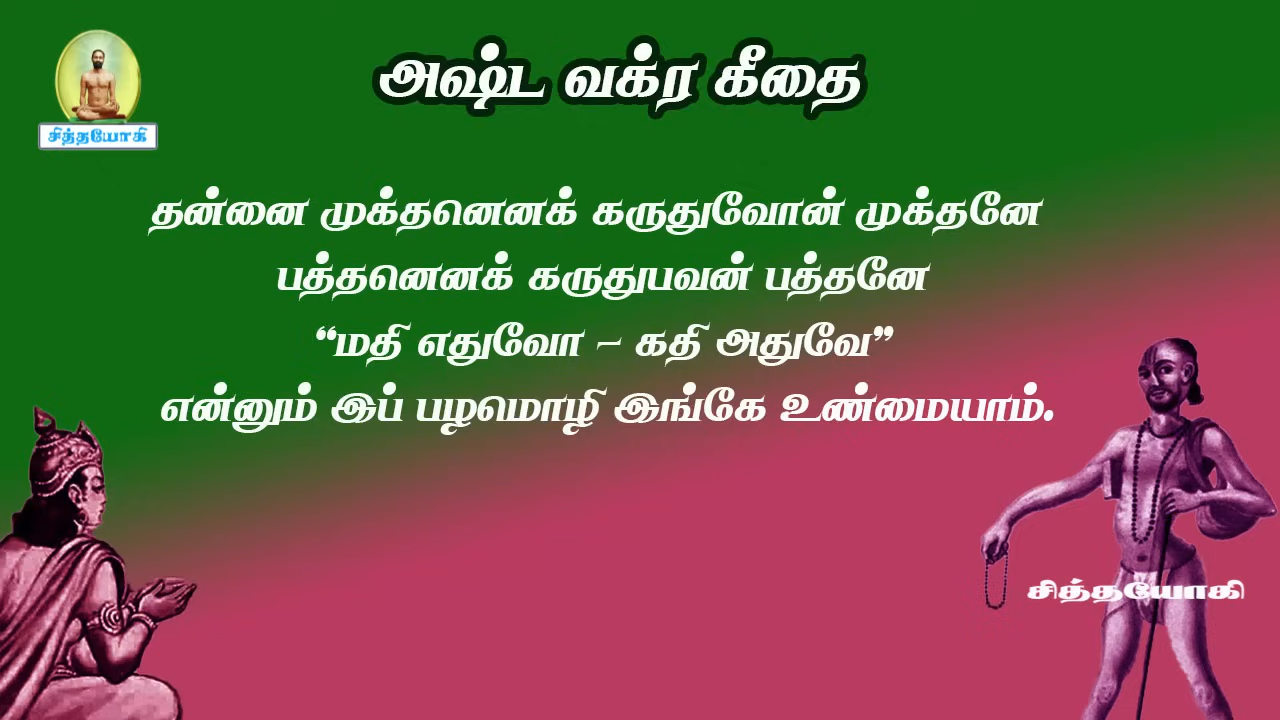 அஷ்ட வக்ர கீதை
சித்தயோகி
தன்னை முக்தனெனக் கருதுவோன் முக்தனே
பத்தனெனக் கருதுபவன் பத்தனே
“மதி எதுவோ – கதி அதுவே”
என்னும் இப் பழமொழி இங்கே உண்மையாம்.
சித்தயோகி